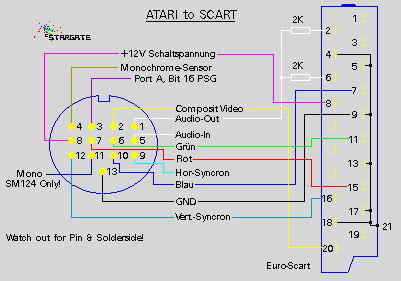 ATARI to SCART
STARGATE
2K
1
2
3
+12V Schaltspannung
4
Monochrome-Sensor
2K
5
Port A, Bit 16 PSG
6
7
8
Composit Video
Audio-Out
9
4 3 2 1
Audio-In
8 7 6 5
Grün
11
12 11 10 9
Rot
13
Mono
SM124 Only!
13
Hor-Syncron
Blau
15
16
GND
17
Vert-Syncron
18
21
19
Watch out for Pin & Solderside!
20
Euro-Scart